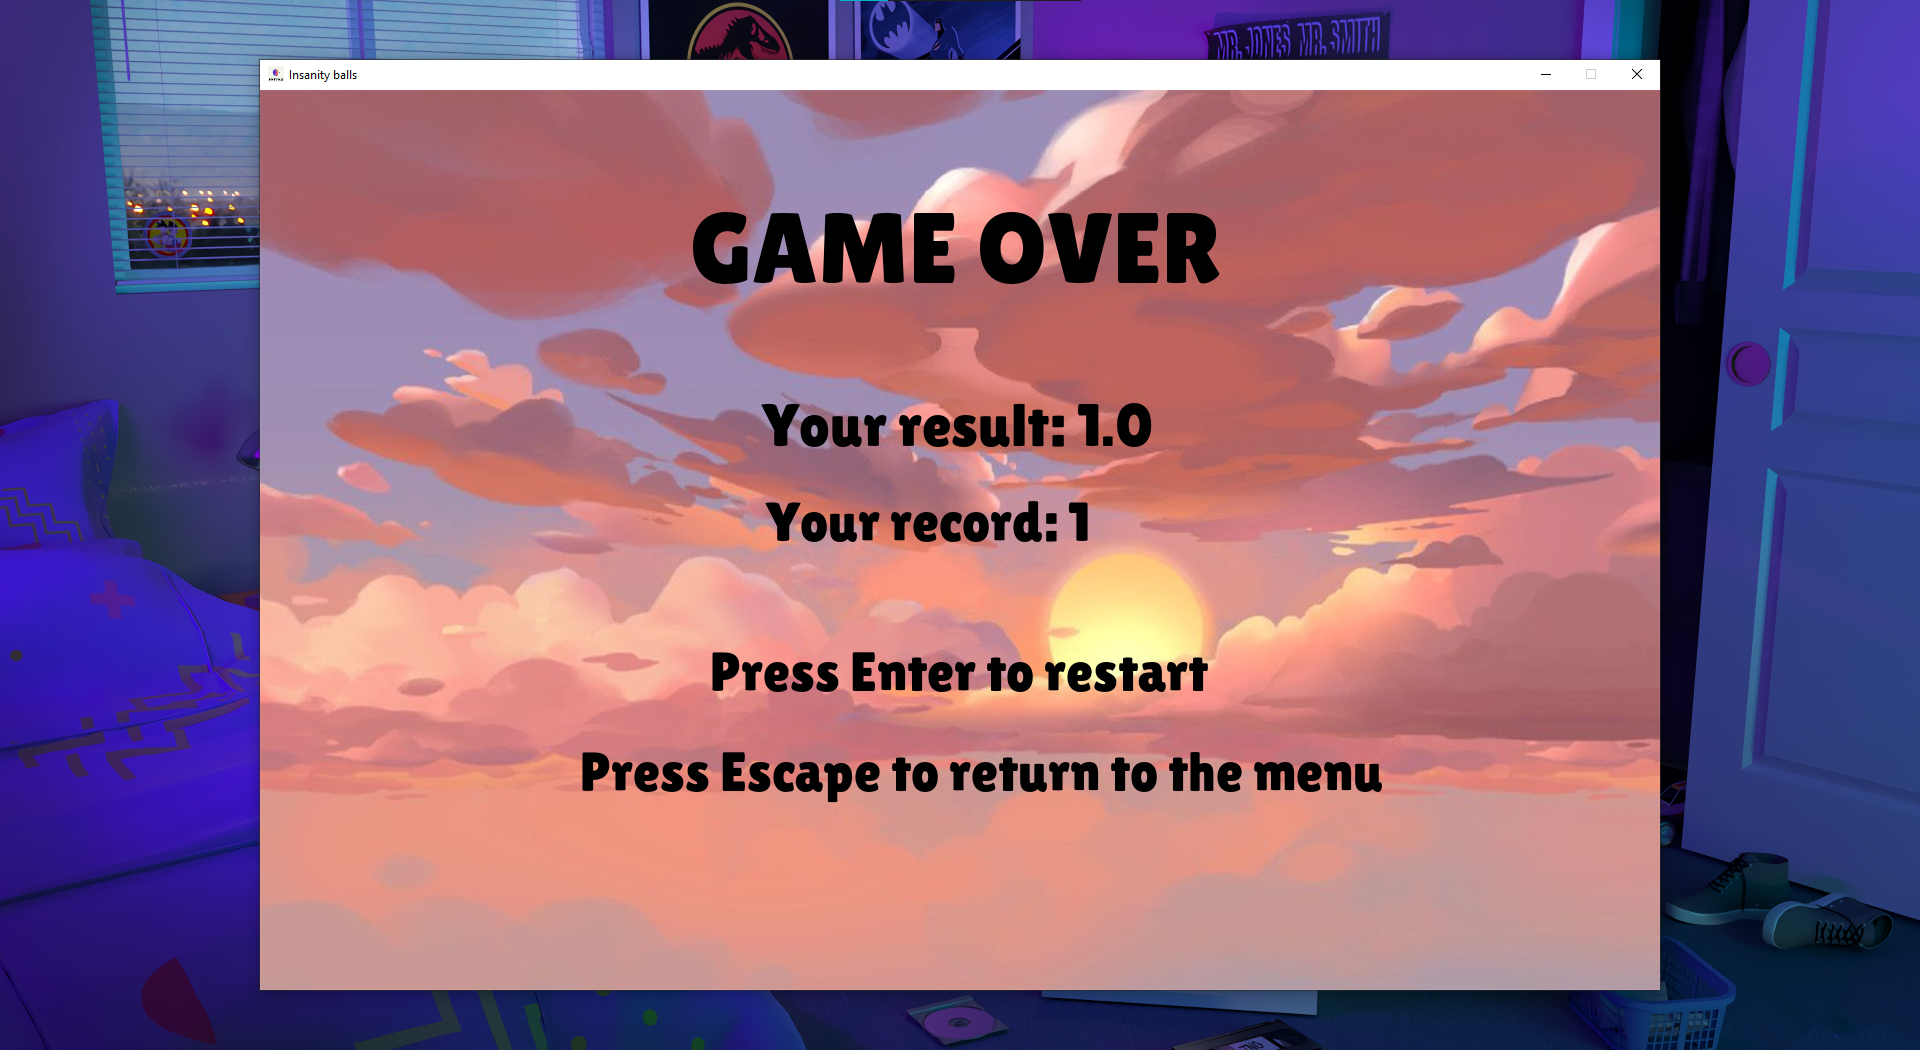 MR. JONES MR. SMITH
Insanity balls
GAME OVER
Your result: 1.0
Your record: 1
Press Enter to restart
Press Escape to return to the menu